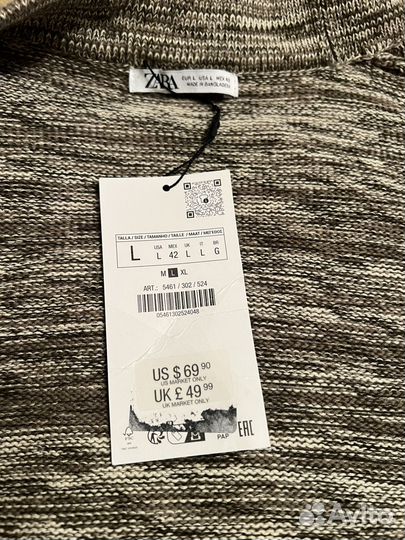 ZARA
EUR L USA L MEX 42
MADE IN BANGLADESH
TALLA / SIZE / TAMANHO / TAILLE / MAAT / ΜΕΓΕΘΟΣ
L
USA MEX UK IT BR
L 42 L L G
M L XL
ART.: 5461 / 302 / 524
05461302524048
US $ 69.90
US MARKET ONLY
UK £ 49.99
UK MARKET ONLY
FSC
PAP
EAC
Avito